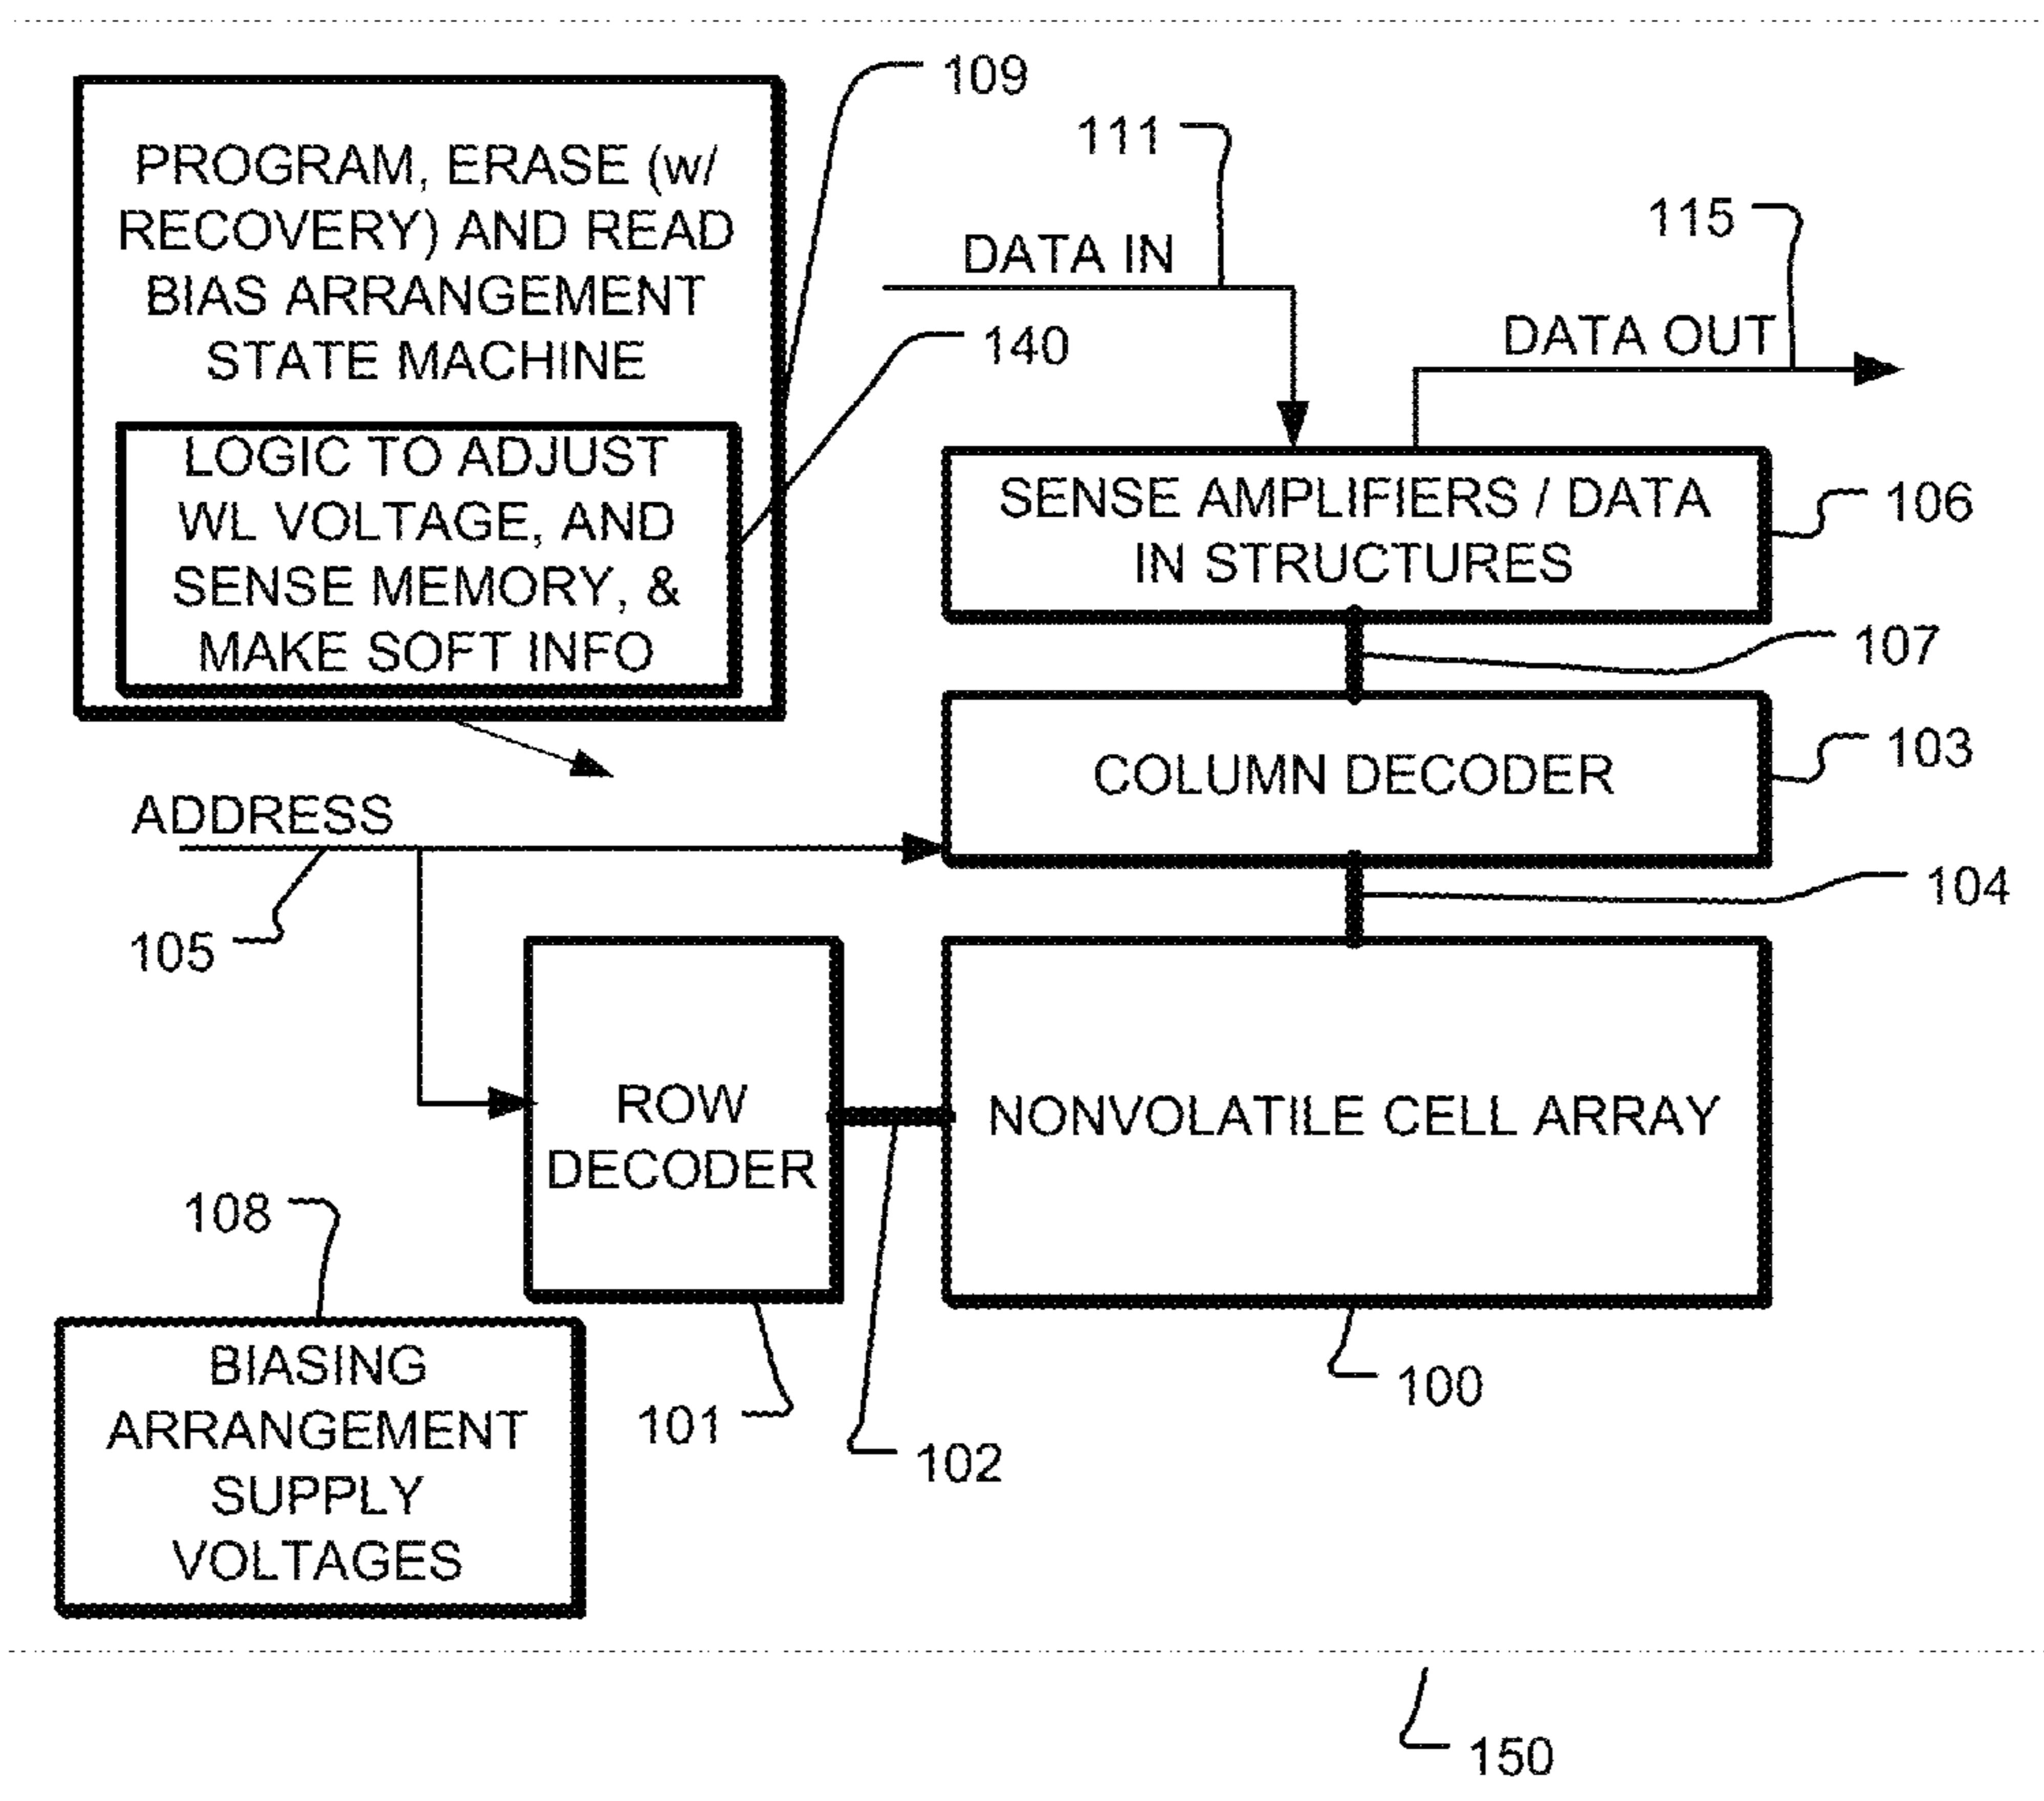 109
PROGRAM, ERASE (w/
RECOVERY) AND READ
BIAS ARRANGEMENT
STATE MACHINE
111
115
DATA IN
DATA OUT
140
LOGIC TO ADJUST
WL VOLTAGE, AND
SENSE MEMORY, &
MAKE SOFT INFO
SENSE AMPLIFIERS / DATA
IN STRUCTURES
106
107
COLUMN DECODER
103
ADDRESS
104
105
ROW
DECODER
NONVOLATILE CELL ARRAY
108
101
102
100
BIASING
ARRANGEMENT
SUPPLY
VOLTAGES
150